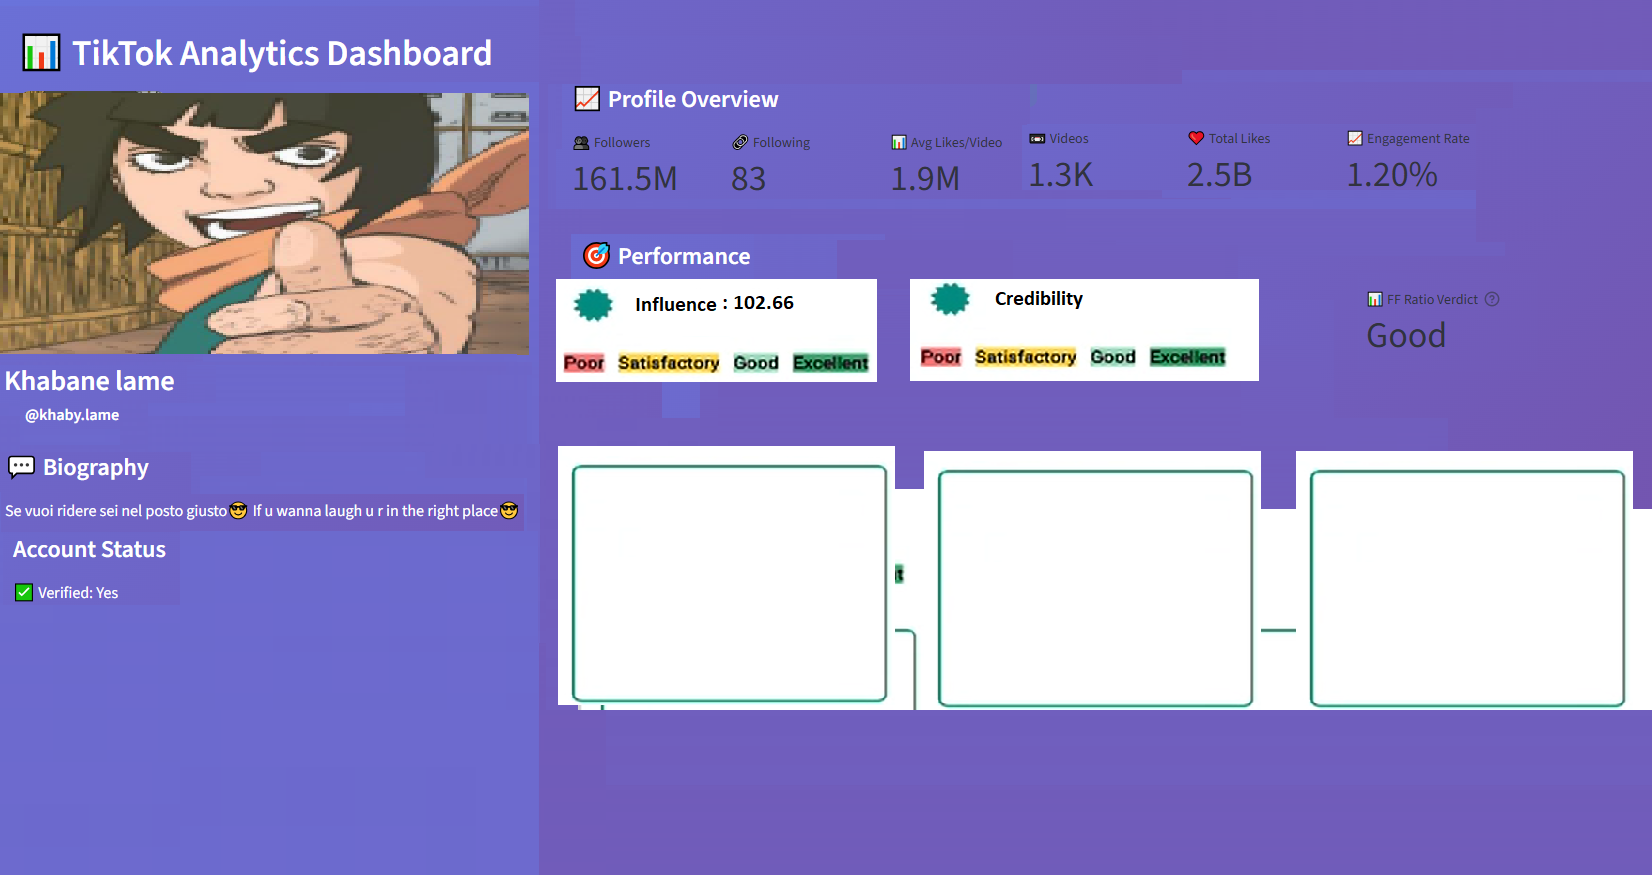 TikTok Analytics Dashboard
Khabane lame
@khaby.lame
Biography
Se vuoi ridere sei nel posto giusto😎 If u wanna laugh u r in the right place😎
Account Status
Verified: Yes
Profile Overview
Followers
161.5M
Following
83
Avg Likes/Video
1.9M
Videos
1.3K
Total Likes
2.5B
Engagement Rate
1.20%
Performance
Influence : 102.66
Poor Satisfactory Good Excellent
Credibility
Poor Satisfactory Good Excellent
FF Ratio Verdict ?
Good